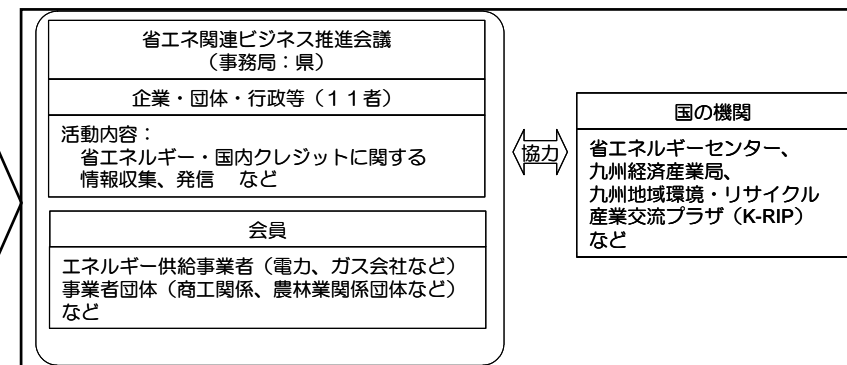 省エネ関連ビジネス推進会議
（事務局：県）
企業・団体・行政等（１１者）
活動内容：
省エネルギー・国内クレジットに関する
情報収集、発信　など
会員
エネルギー供給事業者（電力、ガス会社など）
事業者団体（商工関係、農林業関係団体など）
など
協力
国の機関
省エネルギーセンター、
九州経済産業局、
九州地域環境・リサイクル
産業交流プラザ（K-RIP）
など